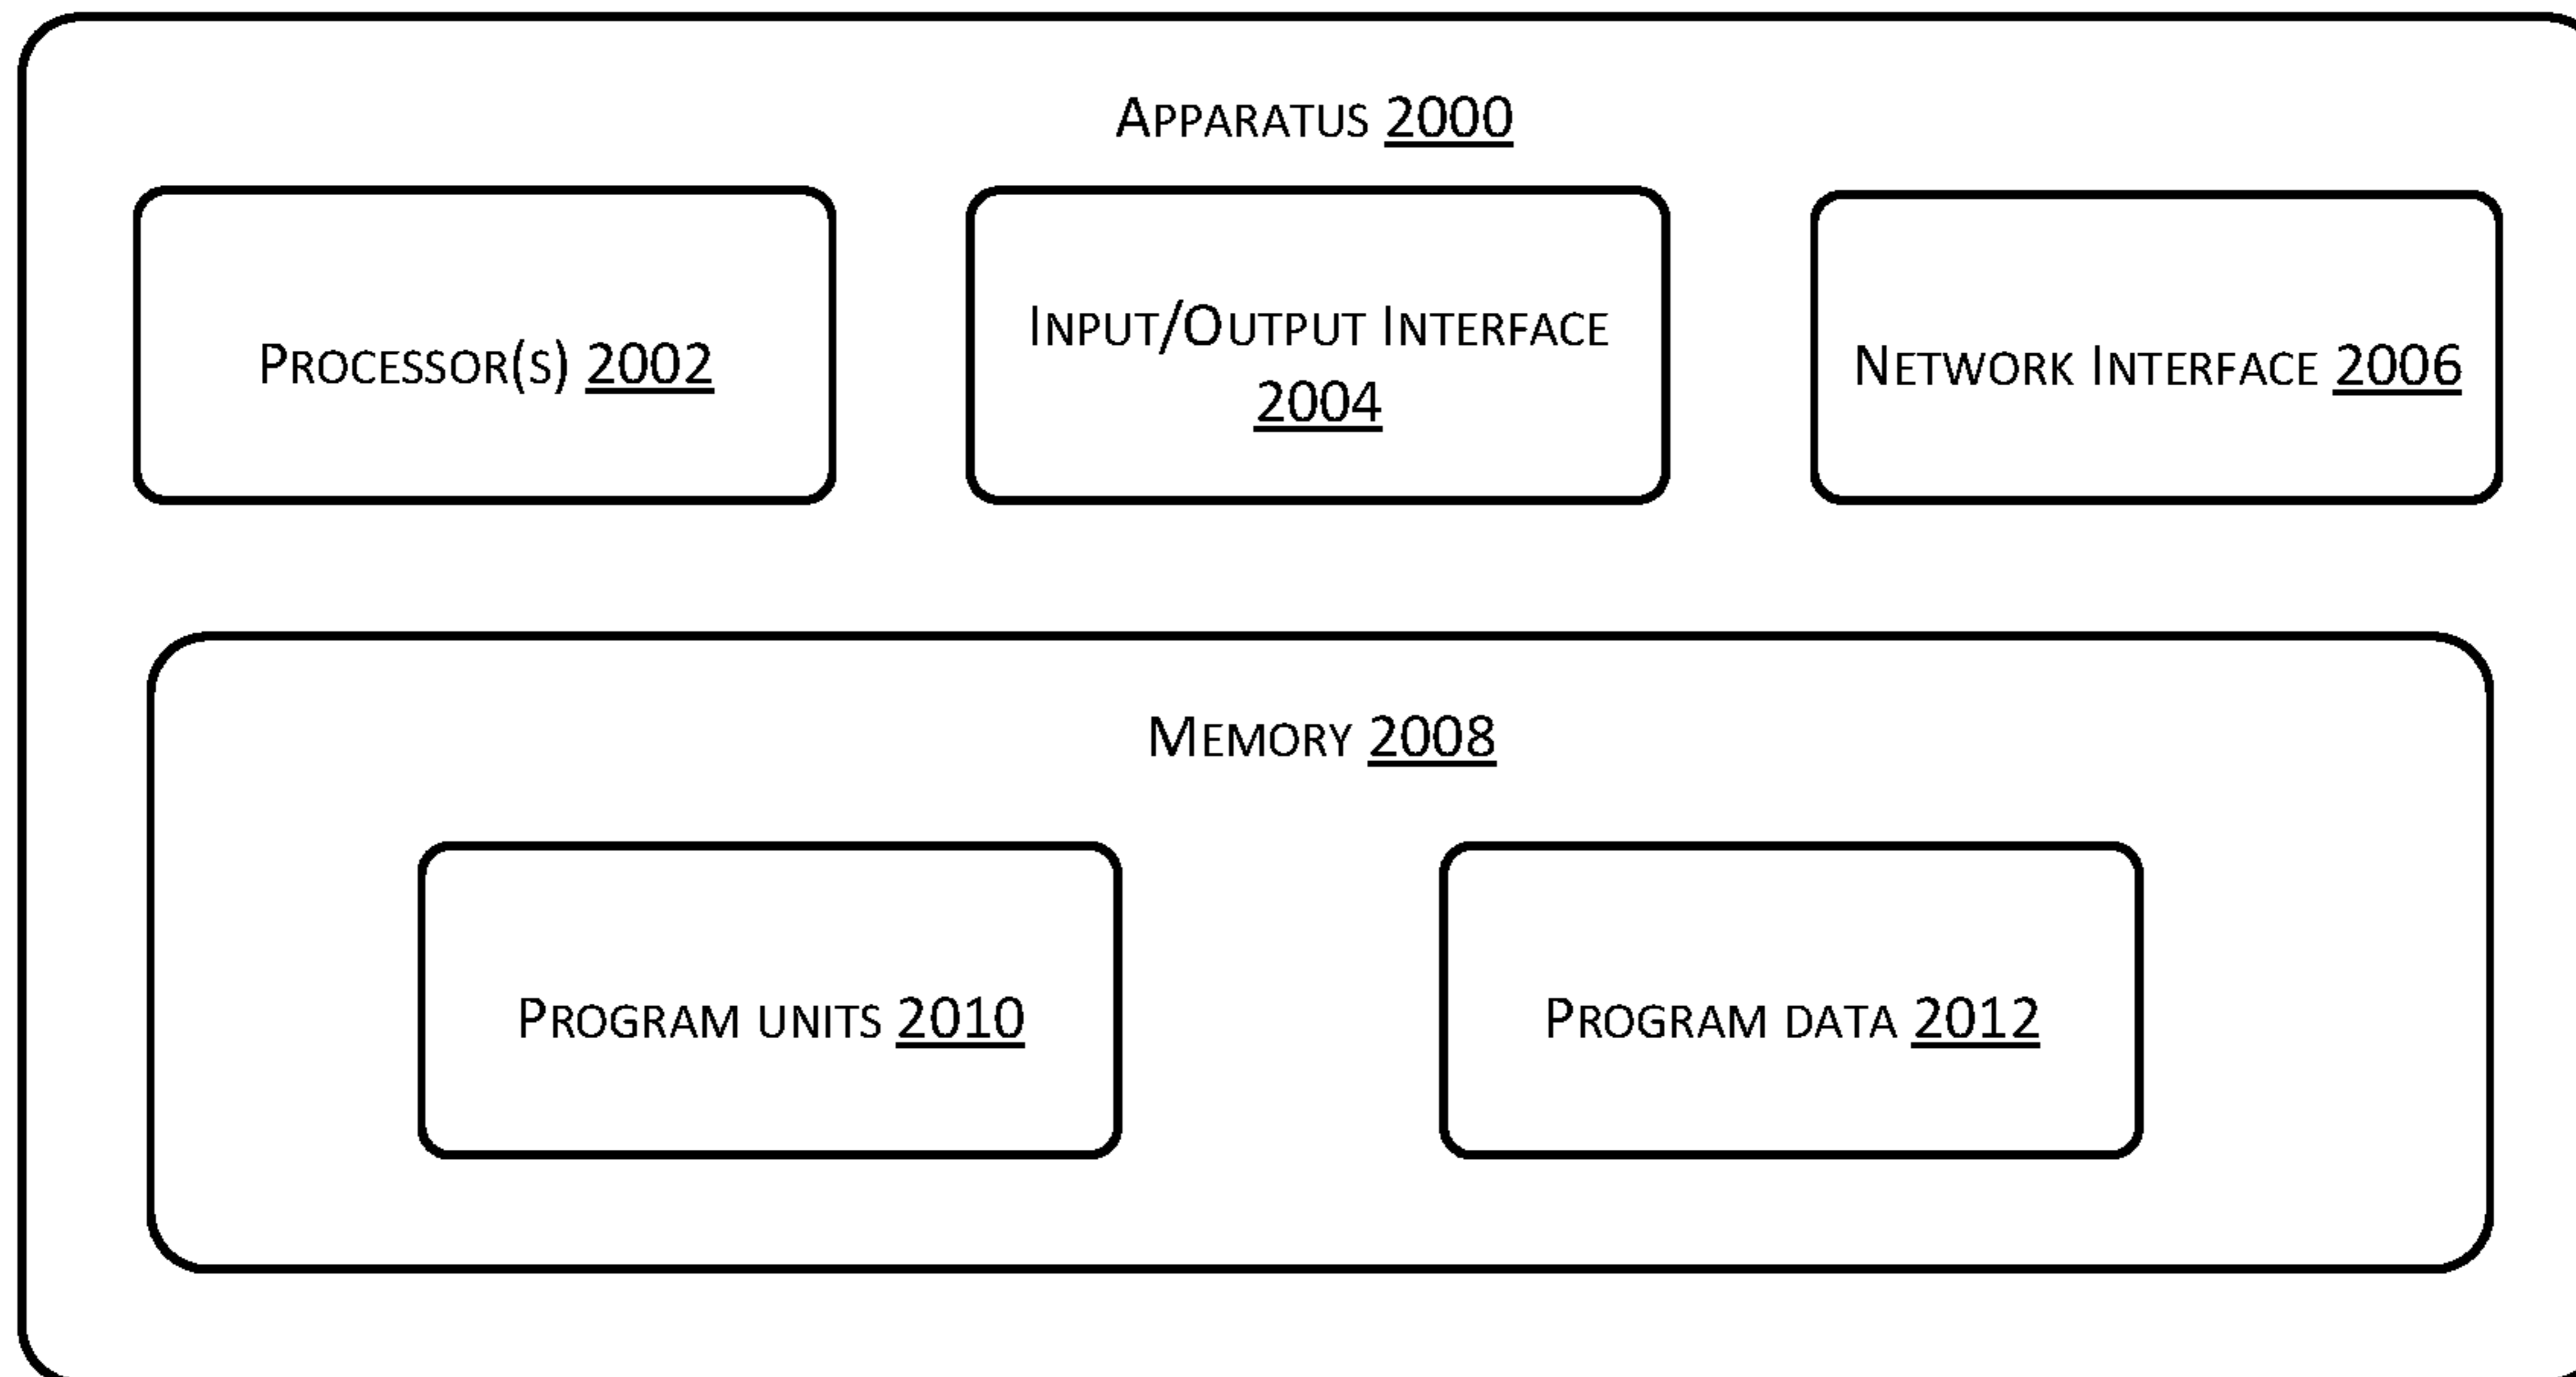 Apparatus 2000
Processor(s) 2002
Input/Output Interface
2004
Network Interface 2006
Memory 2008
Program units 2010
Program data 2012